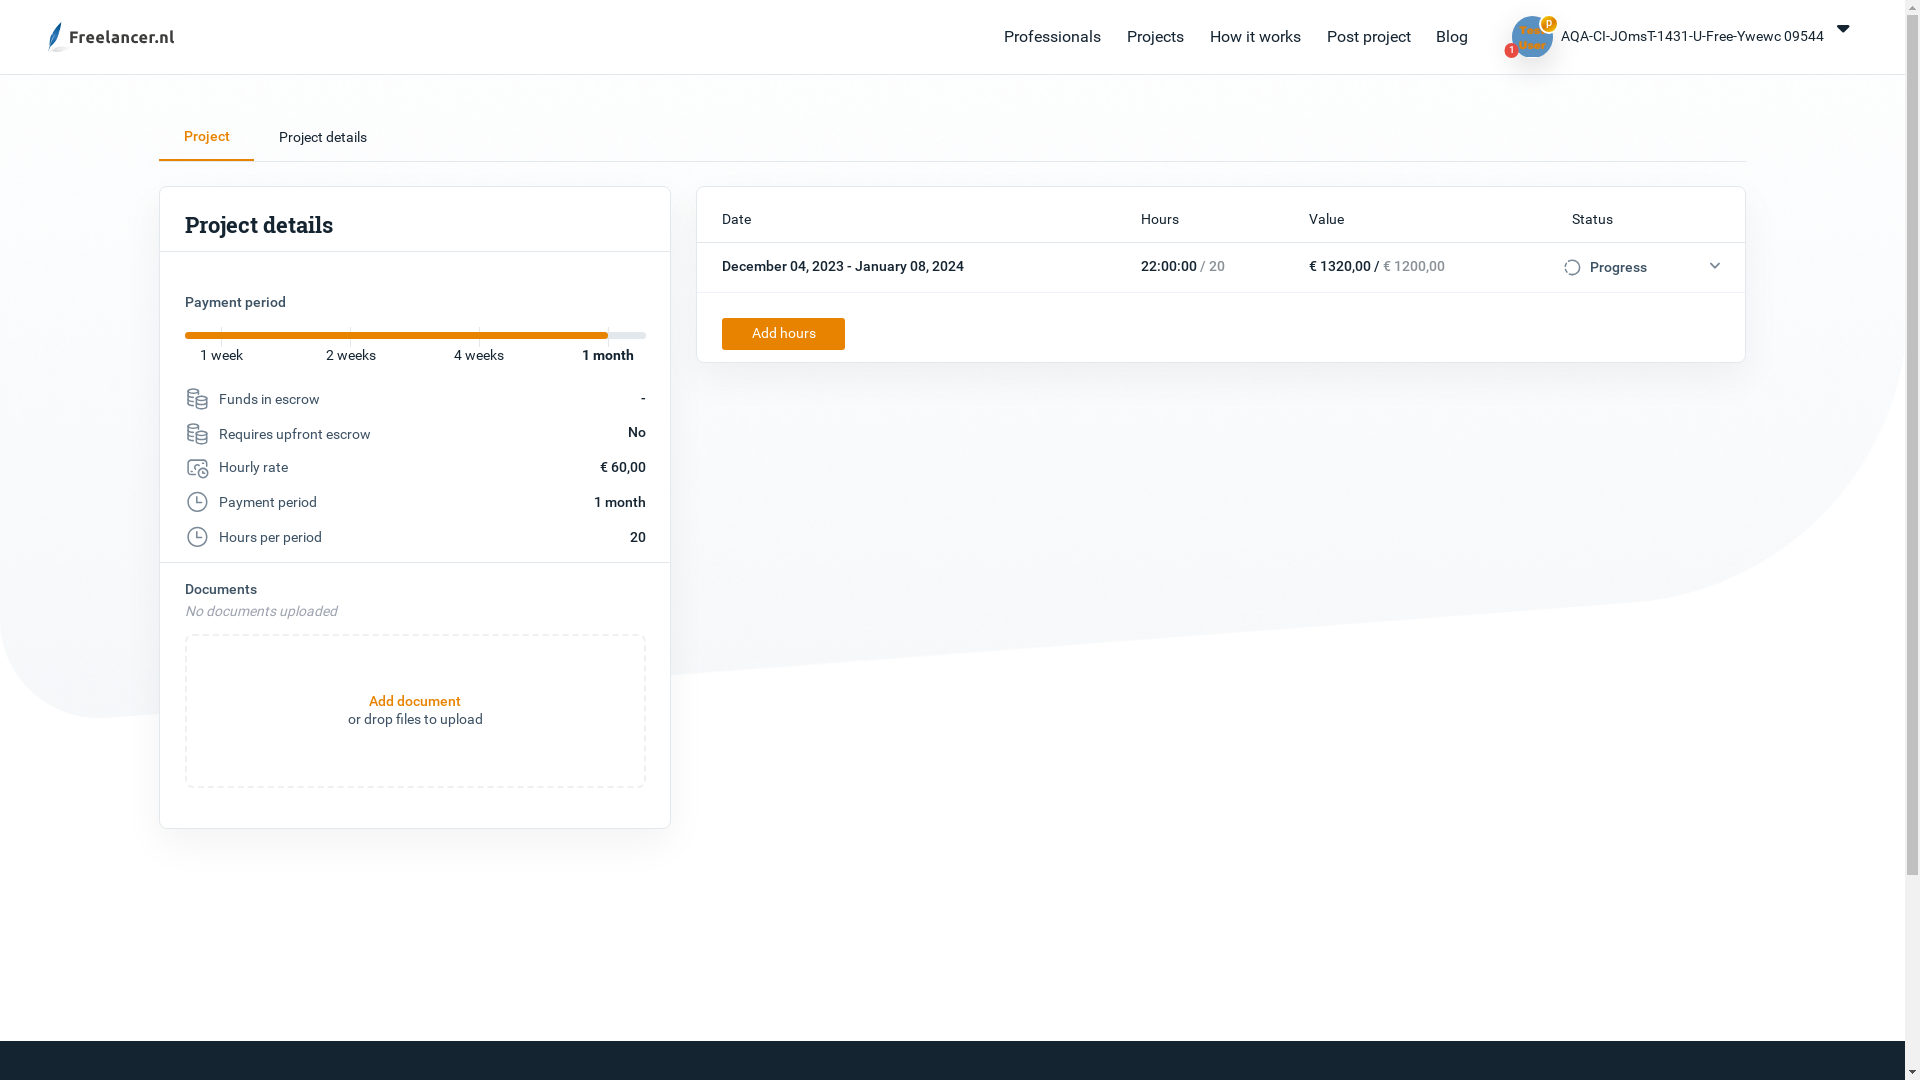 Freelancer.nl
Professionals Projects How it works Post project Blog
p
1
AQA-CI-JOmsT-1431-U-Free-Ywewc 09544
Project Project details
Project details
Payment period
1 week 2 weeks 4 weeks 1 month
Funds in escrow -
Requires upfront escrow No
Hourly rate € 60,00
Payment period 1 month
Hours per period 20
Documents
No documents uploaded
Add document
or drop files to upload
Date Hours Value Status
December 04, 2023 - January 08, 2024 22:00:00 / 20 € 1320,00 / € 1200,00 Progress
Add hours